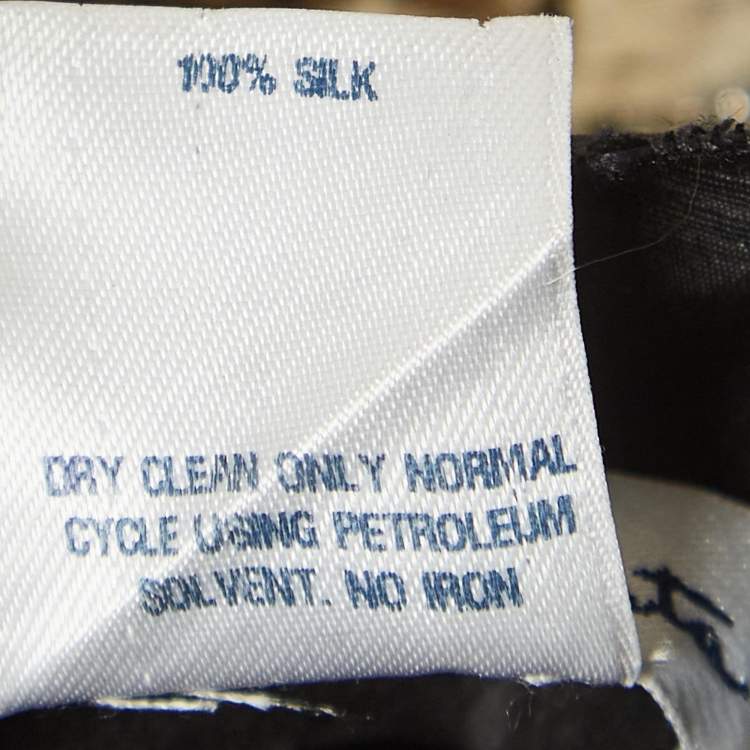 100% SILK
DRY CLEAN ONLY NORMAL
CYCLE USING PETROLEUM
SOLVENT. NO IRON